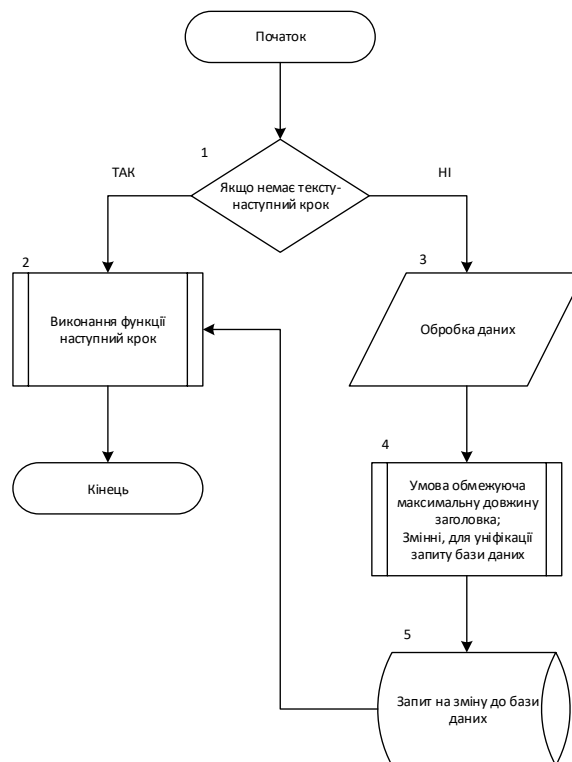 Початок
1
ТАК
НІ
Якщо немає тексту-
наступний крок
2
3
Виконання функції
наступний крок
Обробка даних
4
Кінець
Умова обмежуюча
максимальну довжину
заголовка;
Змінні, для уніфікації
запиту бази даних
5
Запит на зміну до бази
даних